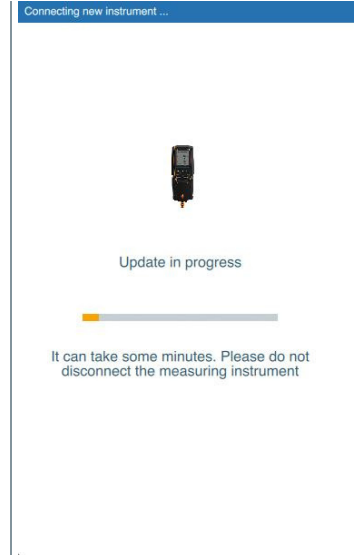 Connecting new instrument ...
Update in progress
It can take some minutes. Please do not
disconnect the measuring instrument